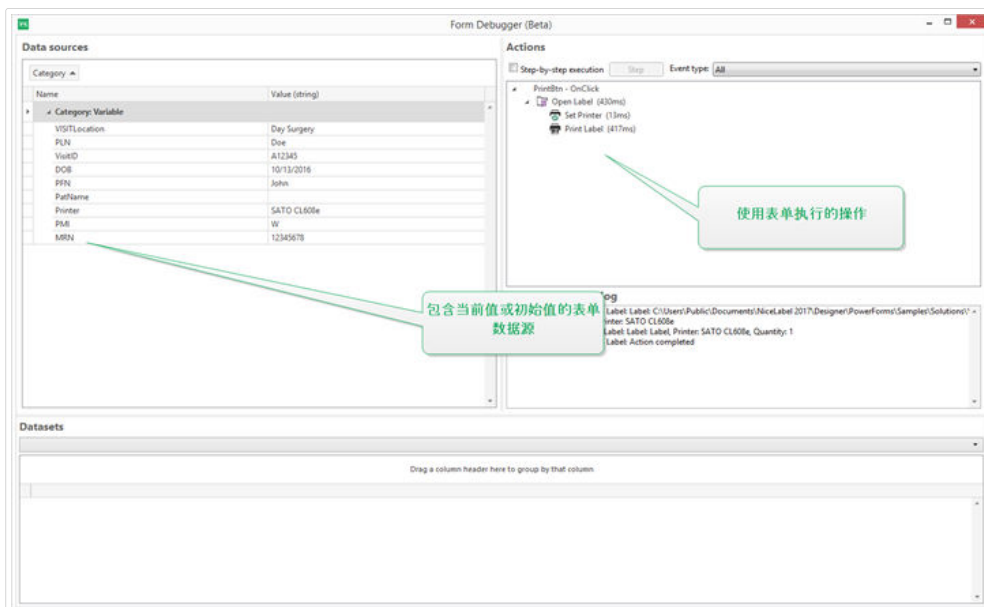 Form Debugger (Beta)
Data sources
Category
Name Value (string)
Category: Variable
VISITLocation Day Surgery
PLN Doe
VisitID A12345
DOB 10/13/2016
PFN John
PatName
Printer SATO CL608e
PMI W
MRN 12345678
包含当前值或初始值的表单
数据源
Actions
Step-by-step execution Step Event type: All
PrintBtn - OnClick
Open Label (430ms)
Set Printer (13ms)
Print Label (417ms)
使用表单执行的操作
og
Label: Label: C:\Users\Public\Documents\NiceLabel 2017\Designer\PowerForms\Samples\Solutions\
inter: SATO CL608e
Label: Label: Label, Printer: SATO CL608e, Quantity: 1
Label: Action completed
Datasets
Drag a column header here to group by that column